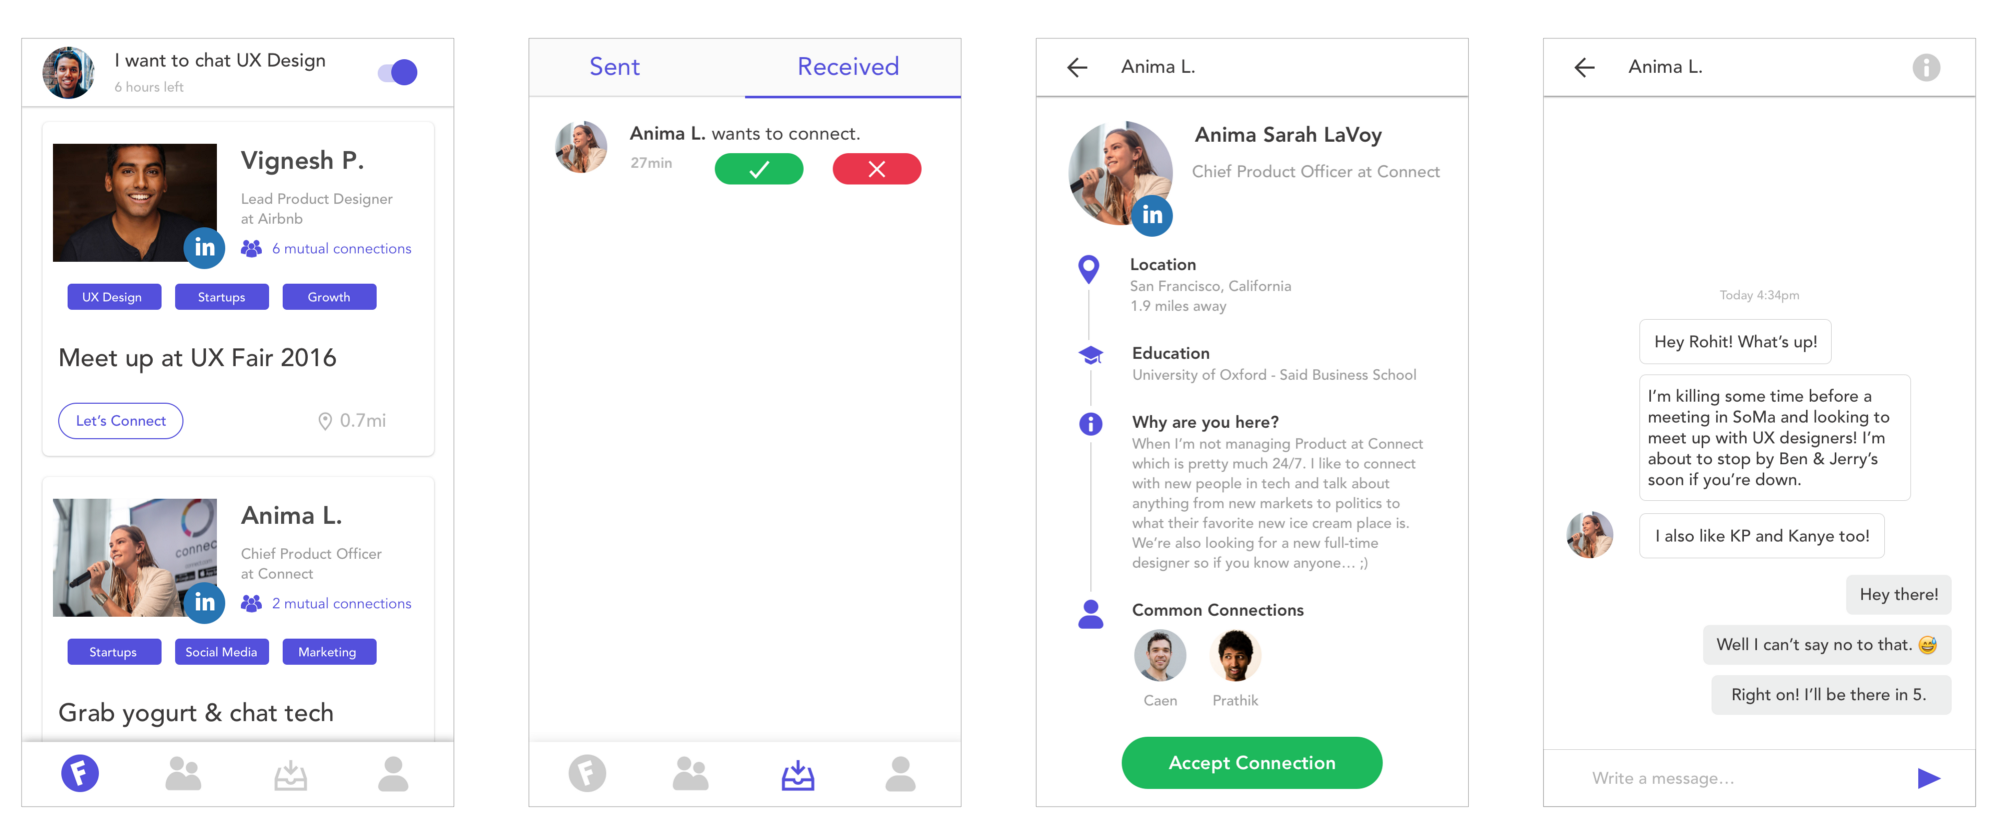 I want to chat UX Design
6 hours left
Vignesh P.
Lead Product Designer
at Airbnb
in
6 mutual connections
UX Design
Startups
Growth
Meet up at UX Fair 2016
Let's Connect
0.7mi
connec
Anima L.
Chief Product Officer
at Connect
in
2 mutual connections
Startups
Social Media
Marketing
Grab yogurt & chat tech
F
Sent
Received
Anima L. wants to connect.
27min
F
Anima L.
Anima Sarah LaVoy
Chief Product Officer at Connect
in
Location
San Francisco, California
1.9 miles away
Education
University of Oxford - Said Business School
Why are you here?
When I'm not managing Product at Connect
which is pretty much 24/7. I like to connect
with new people in tech and talk about
anything from new markets to politics to
what their favorite new ice cream place is.
We're also looking for a new full-time
designer so if you know anyone... ;)
Common Connections
Caen
Prathik
Accept Connection
Anima L.
Today 4:34pm
Hey Rohit! What's up!
I'm killing some time before a
meeting in SoMa and looking to
meet up with UX designers! I'm
about to stop by Ben & Jerry's
soon if you're down.
I also like KP and Kanye too!
Hey there!
Well I can't say no to that. 😅
Right on! I'll be there in 5.
Write a message...